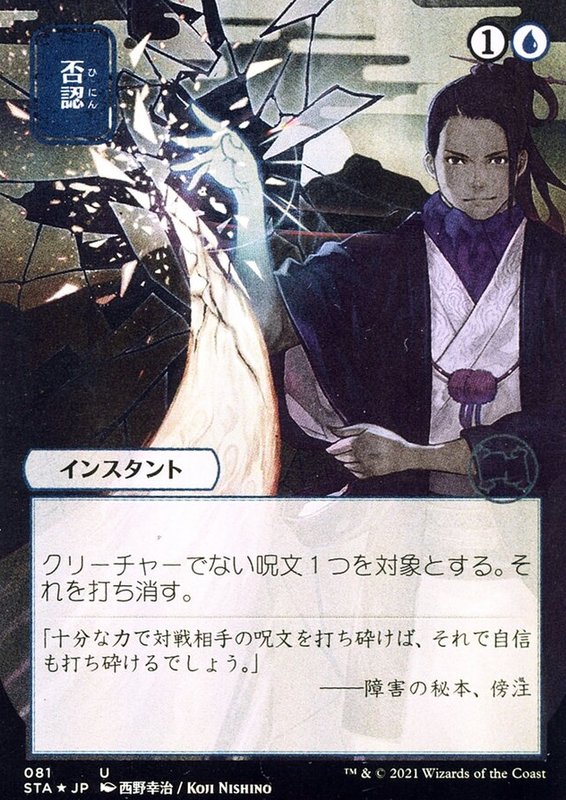 否認
ひにん
1
インスタント
クリーチャーでない呪文1つを対象とする。そ
れを打ち消す。
「十分な力で対戦相手の呪文を打ち砕けば、それで自信
も打ち砕けるでしょう。」
——障害の秘本、傍注
081 U
STA ★ JP 西野幸治 / KOJI NISHINO
™ & © 2021 Wizards of the Coast